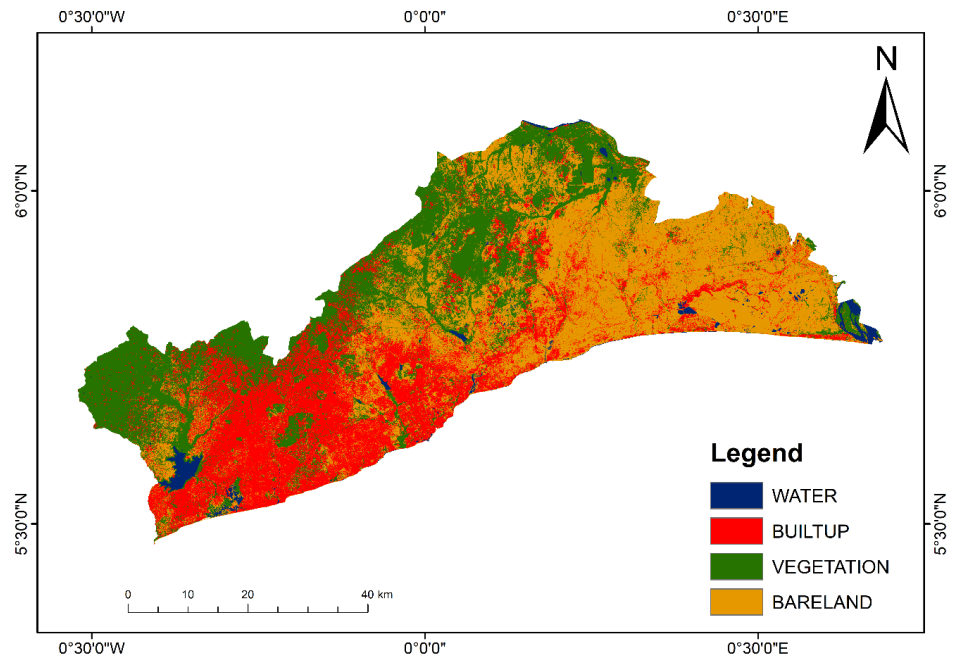 0°30'0"W 0°0'0" 0°30'0"E
N
6°0'0"N 6°0'0"N
5°30'0"N 5°30'0"N
Legend
WATER
BUILTUP
VEGETATION
BARELAND
0 10 20 40 km
0°30'0"W 0°0'0" 0°30'0"E